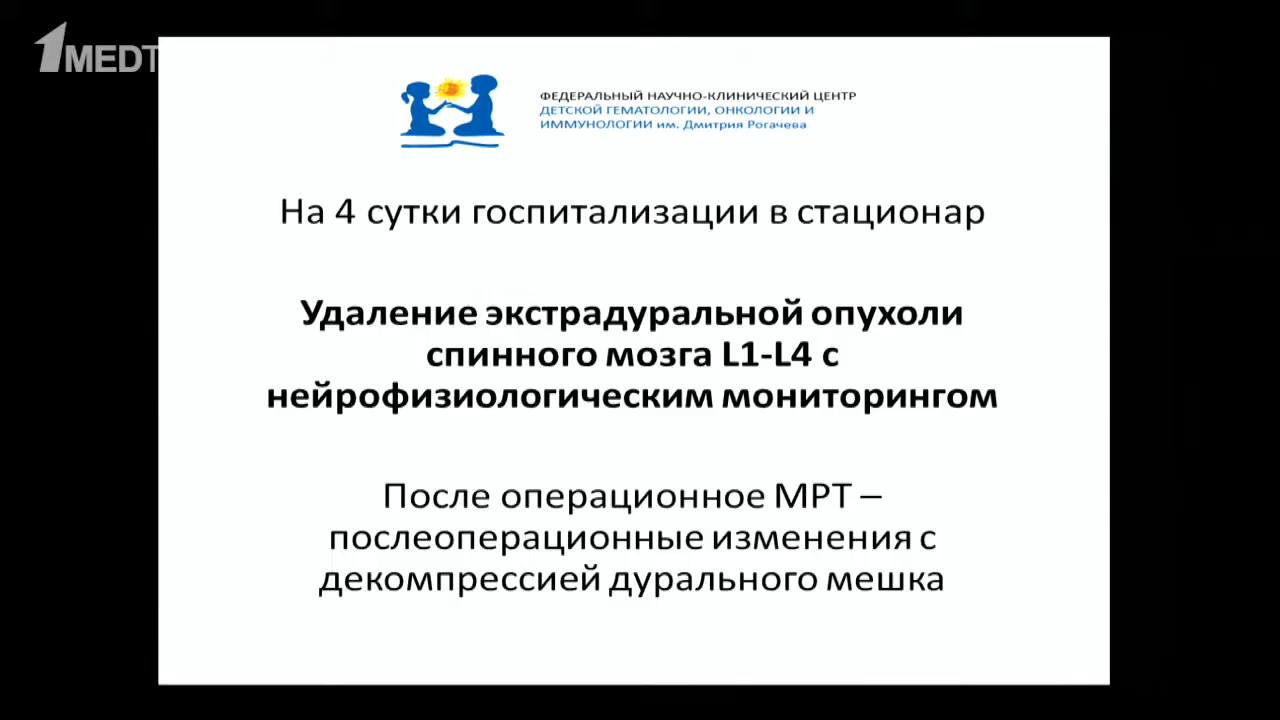 1MEDT
ФЕДЕРАЛЬНЫЙ НАУЧНО-КЛИНИЧЕСКИЙ ЦЕНТР
ДЕТСКОЙ ГЕМАТОЛОГИИ, ОНКОЛОГИИ И
ИММУНОЛОГИИ им. Дмитрия Рогачева
На 4 сутки госпитализации в стационар
Удаление экстрадуральной опухоли
спинного мозга L1-L4 с
нейрофизиологическим мониторингом
После операционное МРТ –
послеоперационные изменения с
декомпрессией дурального мешка